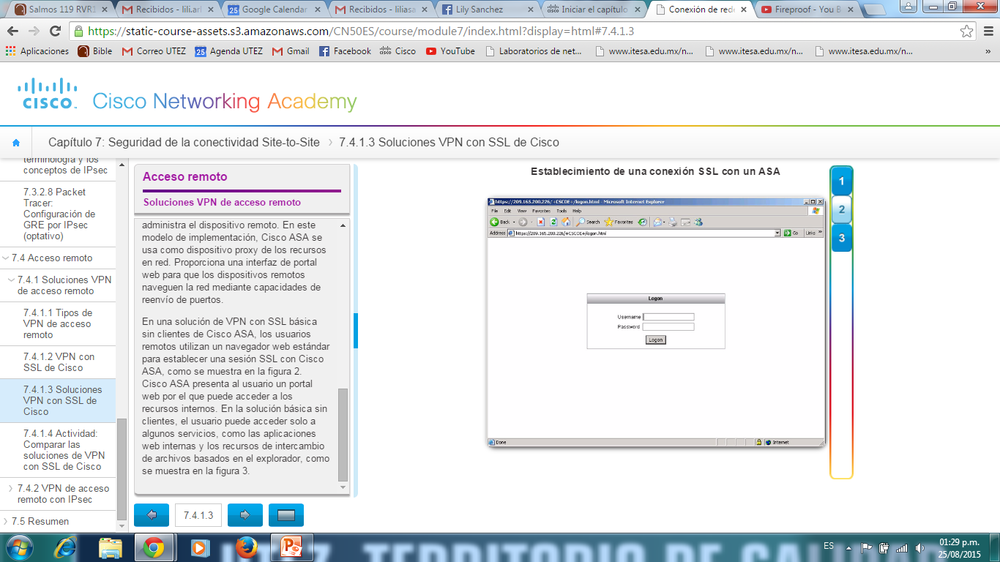 Salmos 119 RVR1
Recibidos - lili.arl
Google Calendar
Recibidos - liliasa
Lily Sanchez
Iniciar el capítulo
Conexión de rede
Fireproof - You B
https://static-course-assets.s3.amazonaws.com/CN50ES/course/module7/index.html?display=html#7.4.1.3
Aplicaciones
Bible
Correo UTEZ
Agenda UTEZ
Gmail
Facebook
Cisco
YouTube
Laboratorios de net...
www.itesa.edu.mx/n...
www.itesa.edu.mx/n...
www.itesa.edu.mx/n...
»
CISCO
Cisco Networking Academy
Capítulo 7: Seguridad de la conectividad Site-to-Site
7.4.1.3 Soluciones VPN con SSL de Cisco
terminología y los
conceptos de IPsec
7.3.2.8 Packet
Tracer:
Configuración de
GRE por IPsec
(optativo)
7.4 Acceso remoto
7.4.1 Soluciones VPN
de acceso remoto
7.4.1.1 Tipos de
VPN de acceso
remoto
7.4.1.2 VPN con
SSL de Cisco
7.4.1.3 Soluciones
VPN con SSL de
Cisco
7.4.1.4 Actividad:
Comparar las
soluciones de VPN
con SSL de Cisco
7.4.2 VPN de acceso
remoto con IPsec
7.5 Resumen
Acceso remoto
Soluciones VPN de acceso remoto
administra el dispositivo remoto. En este
modelo de implementación, Cisco ASA se
usa como dispositivo proxy de los recursos
en red. Proporciona una interfaz de portal
web para que los dispositivos remotos
naveguen la red mediante capacidades de
reenvío de puertos.
En una solución de VPN con SSL básica
sin clientes de Cisco ASA, los usuarios
remotos utilizan un navegador web estándar
para establecer una sesión SSL con Cisco
ASA, como se muestra en la figura 2.
Cisco ASA presenta al usuario un portal
web por el que puede acceder a los
recursos internos. En la solución básica sin
clientes, el usuario puede acceder solo a
algunos servicios, como las aplicaciones
web internas y los recursos de intercambio
de archivos basados en el explorador, como
se muestra en la figura 3.
7.4.1.3
Establecimiento de una conexión SSL con un ASA
https://209.165.200.226/+CSCOE+/logon.html - Microsoft Internet Explorer
File Edit View Favorites Tools Help
Back Search Favorites
Address https://209.165.200.226/+CSCOE+/logon.html Go Links »
Logon
Username
Password
Logon
Done
Internet
1
2
3
UTEZ, TERRITORIO DE CALIDAD
ES
01:29 p.m.
25/08/2015